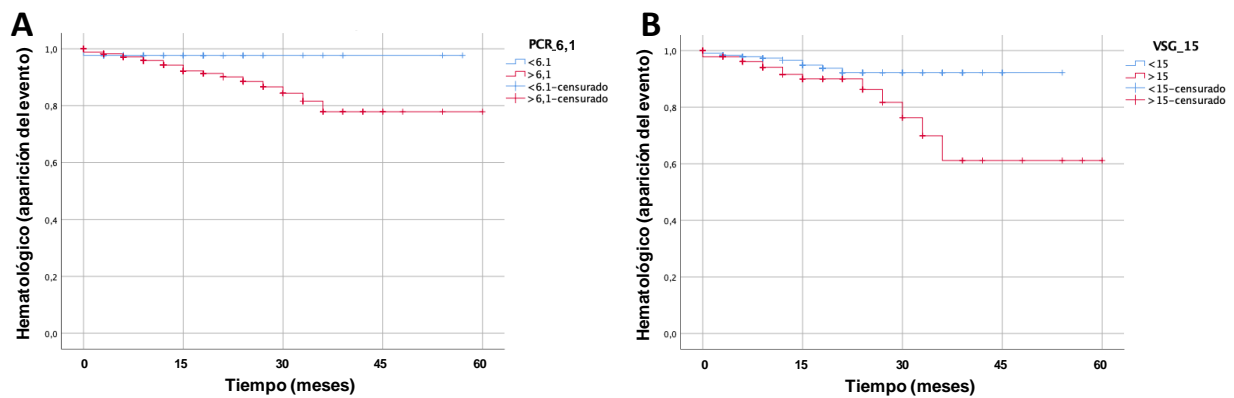 A
PCR_6,1
<6.1
>6,1
<6.1-censurado
>6,1-censurado
Hematológico (aparición del evento)
1,0
0,8
0,6
0,4
0,2
0,0
0 15 30 45 60
Tiempo (meses)
B
VSG_15
<15
>15
<15-censurado
>15-censurado
Hematológico (aparición del evento)
1,0
0,8
0,6
0,4
0,2
0,0
0 15 30 45 60
Tiempo (meses)